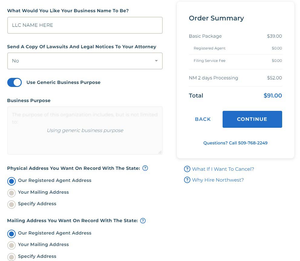 What Would You Like Your Business Name To Be?
LLC NAME HERE
Send A Copy Of Lawsuits And Legal Notices To Your Attorney
No
Use Generic Business Purpose
Business Purpose
Using generic business purpose
Physical Address You Want On Record With The State:
Our Registered Agent Address
Your Mailing Address
Specify Address
Mailing Address You Want On Record With The State:
Our Registered Agent Address
Your Mailing Address
Specify Address
Order Summary
Basic Package $39.00
Registered Agent $0.00
Filing Service Fee $0.00
NM 2 days Processing $52.00
Total $91.00
BACK
CONTINUE
Questions? Call 509-768-2249
What If I Want To Cancel?
Why Hire Northwest?